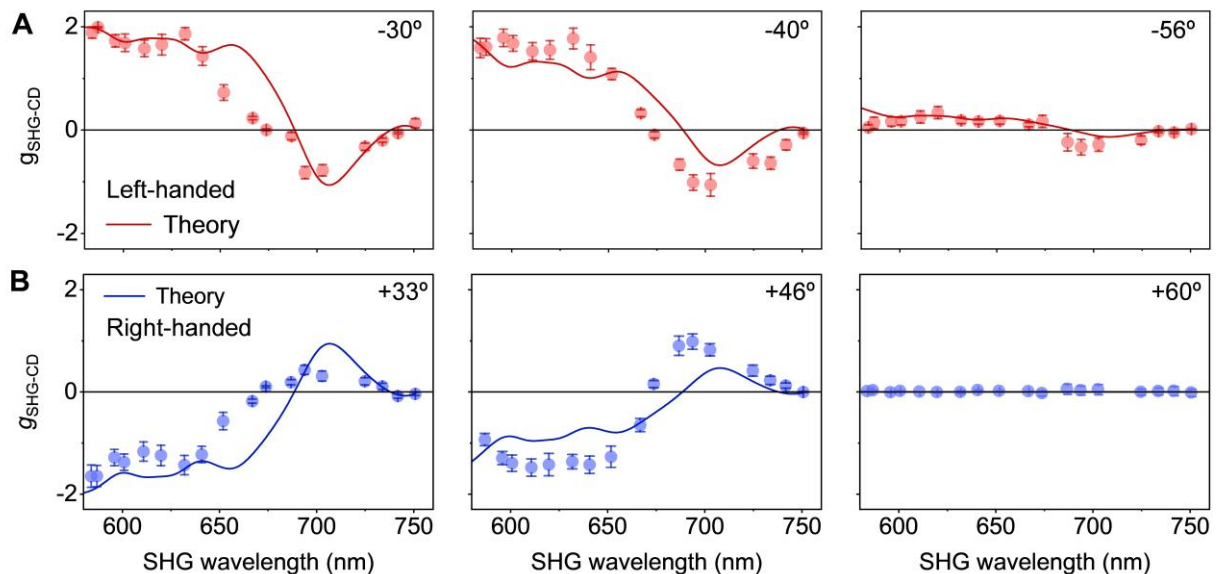 A
-30º
-40º
-56º
2
0
-2
gSHG-CD
Left-handed
Theory
B
+33º
+46º
+60º
2
0
-2
gSHG-CD
Theory
Right-handed
600 650 700 750
600 650 700 750
600 650 700 750
SHG wavelength (nm)
SHG wavelength (nm)
SHG wavelength (nm)